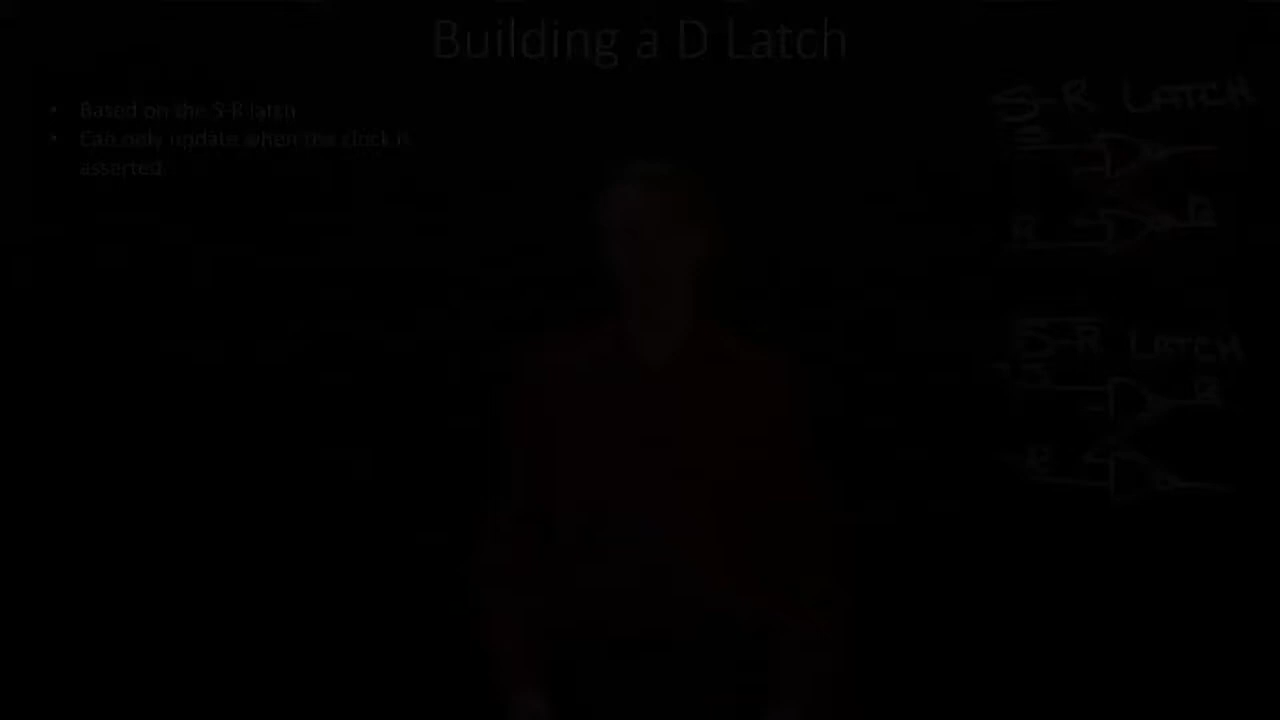 Building a D Latch
• Based on the S-R latch
• Can only update when the clock is
asserted
S-R LATCH
R
S-R LATCH